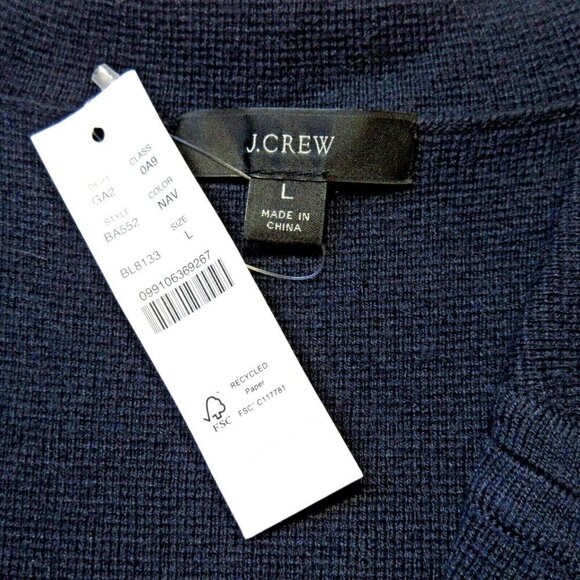 J.CREW
L
MADE IN
CHINA
DEPT CLASS
GA2 0A9
STYLE COLOR
BA552 NAV
SIZE
BL8133 L
099106369267
RECYCLED
Paper
FSC® C117781
FSC